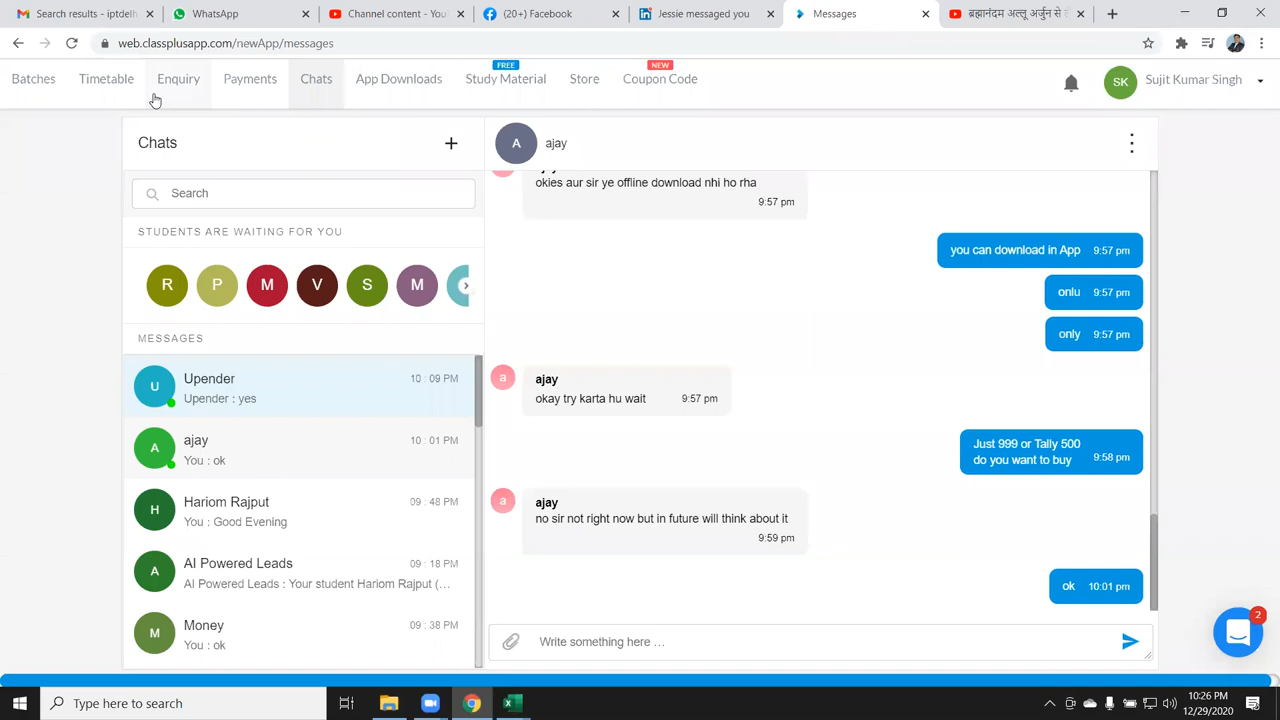 Search results - iptdelh
WhatsApp
Channel content - You
(20+) Facebook
Jessie messaged you
Messages
ब्रह्मानंदम अल्लू अर्जुन से ल
web.classplusapp.com/newApp/messages
Batches
Timetable
Enquiry
Payments
Chats
App Downloads
FREE
Study Material
Store
NEW
Coupon Code
SK
Sujit Kumar Singh
Chats
Search
STUDENTS ARE WAITING FOR YOU
R
P
M
V
S
M
MESSAGES
U
Upender
10 : 09 PM
Upender : yes
A
ajay
10 : 01 PM
You : ok
H
Hariom Rajput
09 : 48 PM
You : Good Evening
A
AI Powered Leads
09 : 18 PM
AI Powered Leads : Your student Hariom Rajput (…
M
Money
09 : 38 PM
You : ok
A
ajay
okies aur sir ye offline download nhi ho rha
9:57 pm
you can download in App 9:57 pm
onlu 9:57 pm
only 9:57 pm
a
ajay
okay try karta hu wait 9:57 pm
Just 999 or Tally 500
do you want to buy 9:58 pm
a
ajay
no sir not right now but in future will think about it
9:59 pm
ok 10:01 pm
Write something here …
2
Type here to search
10:26 PM
12/29/2020